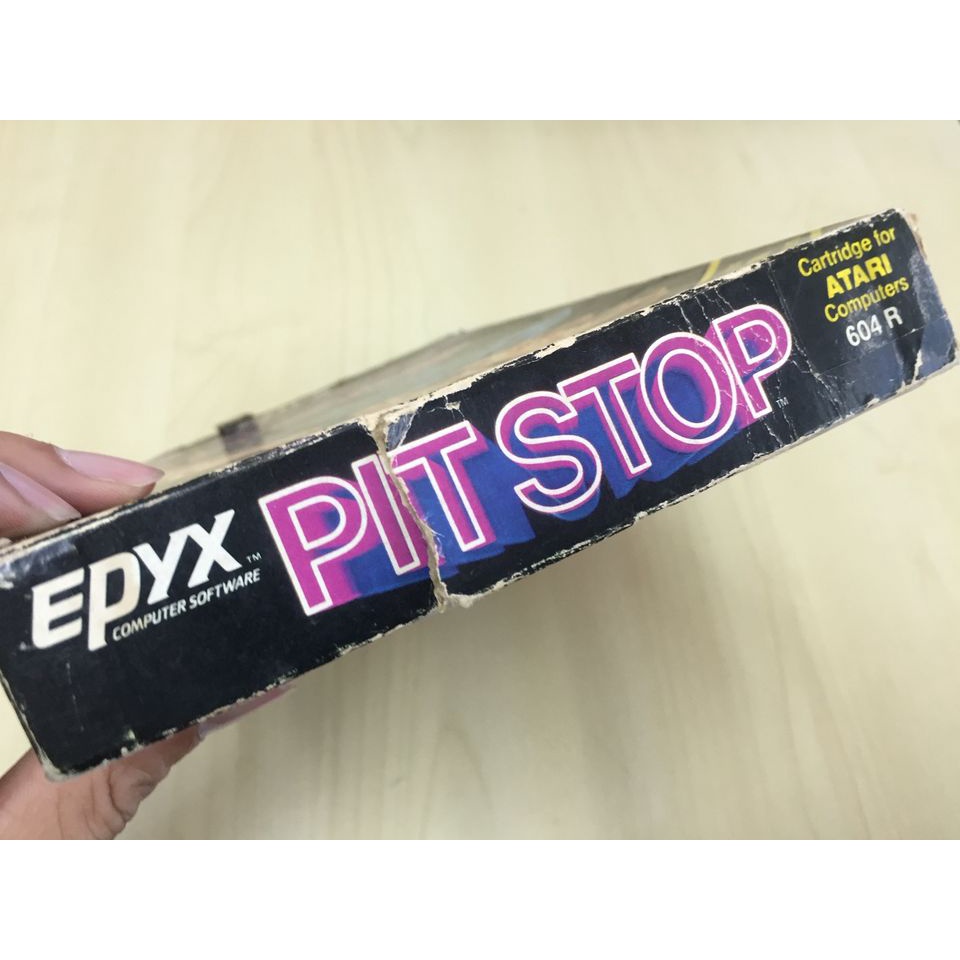 EPYX™
COMPUTER SOFTWARE
PIT STOP™
Cartridge for
ATARI
Computers
604 R